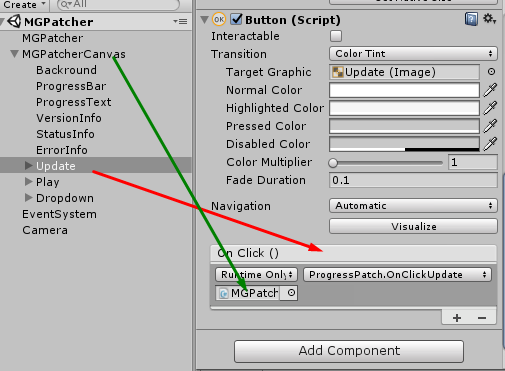 Create
All
MGPatcher
MGPatcher
MGPatcherCanvas
Backround
ProgressBar
ProgressText
VersionInfo
StatusInfo
ErrorInfo
Update
Play
Dropdown
EventSystem
Camera
Button (Script)
Interactable
Transition
Color Tint
Target Graphic
Update (Image)
Normal Color
Highlighted Color
Pressed Color
Disabled Color
Color Multiplier
1
Fade Duration
0.1
Navigation
Automatic
Visualize
On Click ()
Runtime Only
ProgressPatch.OnClickUpdate
MGPatch
Add Component